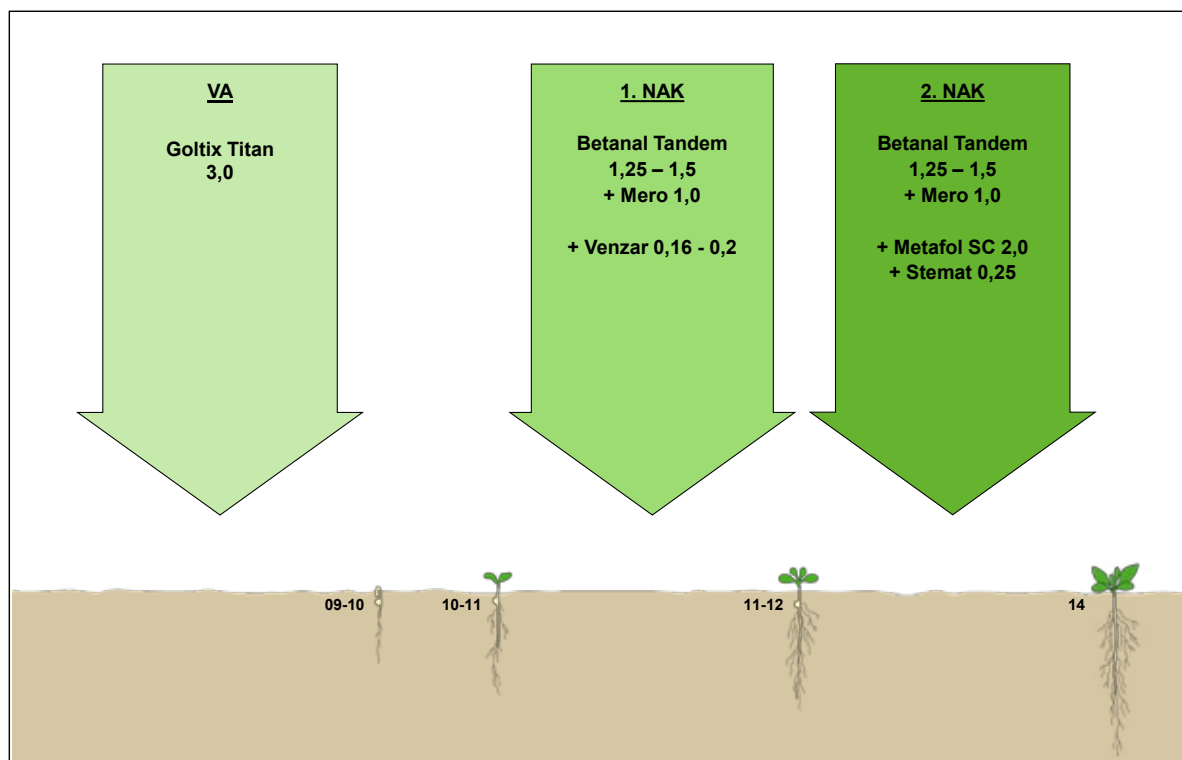 VA
Goltix Titan
3,0
1. NAK
Betanal Tandem
1,25 – 1,5
+ Mero 1,0
+ Venzar 0,16 - 0,2
2. NAK
Betanal Tandem
1,25 – 1,5
+ Mero 1,0
+ Metafol SC 2,0
+ Stemat 0,25
09-10
10-11
11-12
14